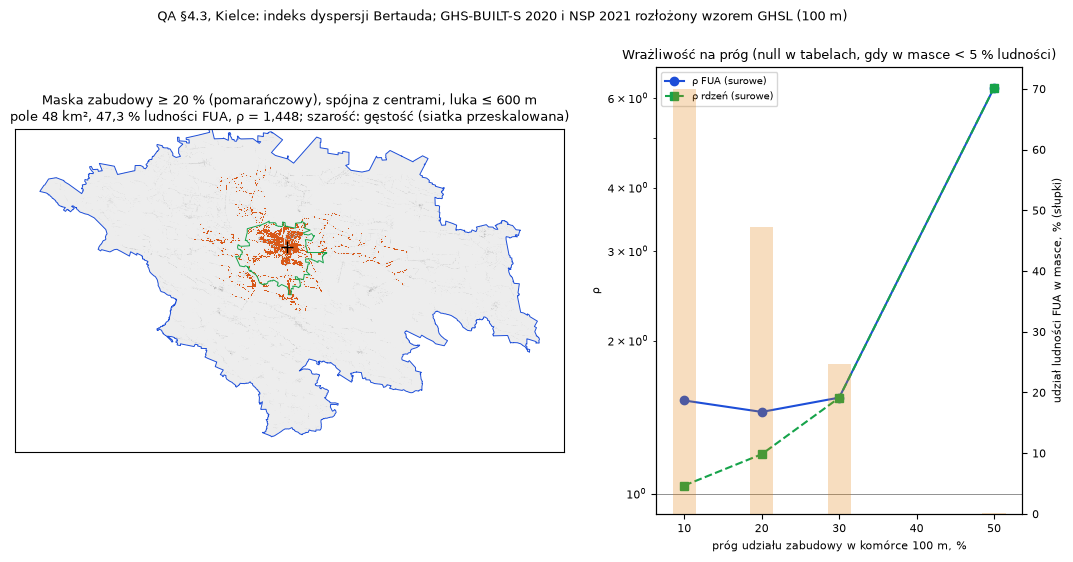 QA §4.3, Kielce: indeks dyspersji Bertauda; GHS-BUILT-S 2020 i NSP 2021 rozłożony wzorem GHSL (100 m)
Maska zabudowy ≥ 20 % (pomarańczowy), spójna z centrami, luka ≤ 600 m
pole 48 km², 47,3 % ludności FUA, ρ = 1,448; szarość: gęstość (siatka przeskalowana)
Wrażliwość na próg (null w tabelach, gdy w masce < 5 % ludności)
ρ FUA (surowe)
ρ rdzeń (surowe)
6 × 10⁰
4 × 10⁰
3 × 10⁰
2 × 10⁰
10⁰
ρ
70
60
50
40
30
20
10
0
udział ludności FUA w masce, % (słupki)
10 20 30 40 50
próg udziału zabudowy w komórce 100 m, %